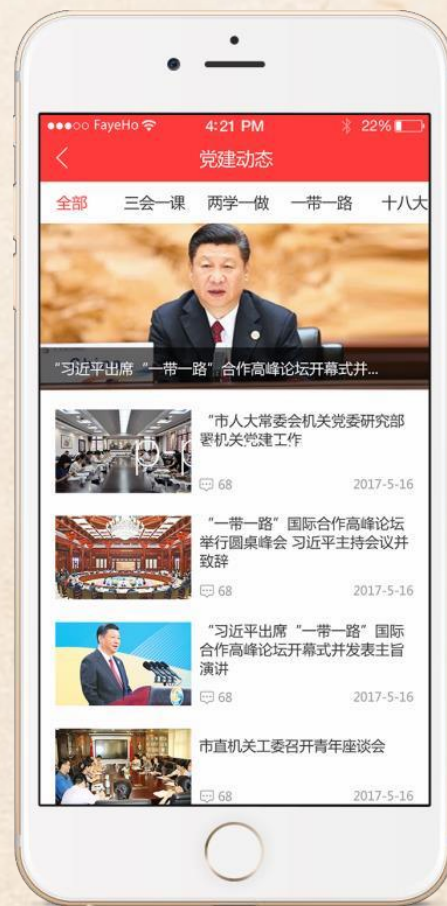 ●●●○○ FayeHo 4:21 PM 22%
党建动态
全部 三会一课 两学一做 一带一路 十八大
“习近平出席“一带一路”合作高峰论坛开幕式并...
“市人大常委会机关党委研究部
署机关党建工作
68 2017-5-16
“一带一路”国际合作高峰论坛
举行圆桌峰会 习近平主持会议并
致辞
68 2017-5-16
“习近平出席“一带一路”国际
合作高峰论坛开幕式并发表主旨
演讲
68 2017-5-16
市直机关工委召开青年座谈会
68 2017-5-16